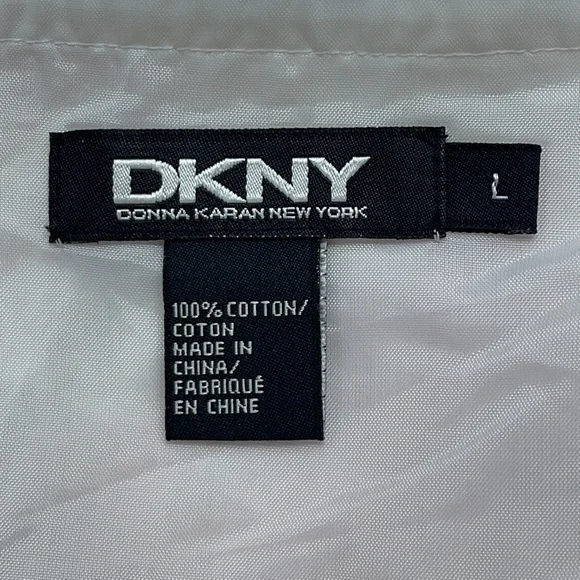 DKNY
DONNA KARAN NEW YORK
L
100% COTTON/
COTON
MADE IN
CHINA/
FABRIQUÉ
EN CHINE